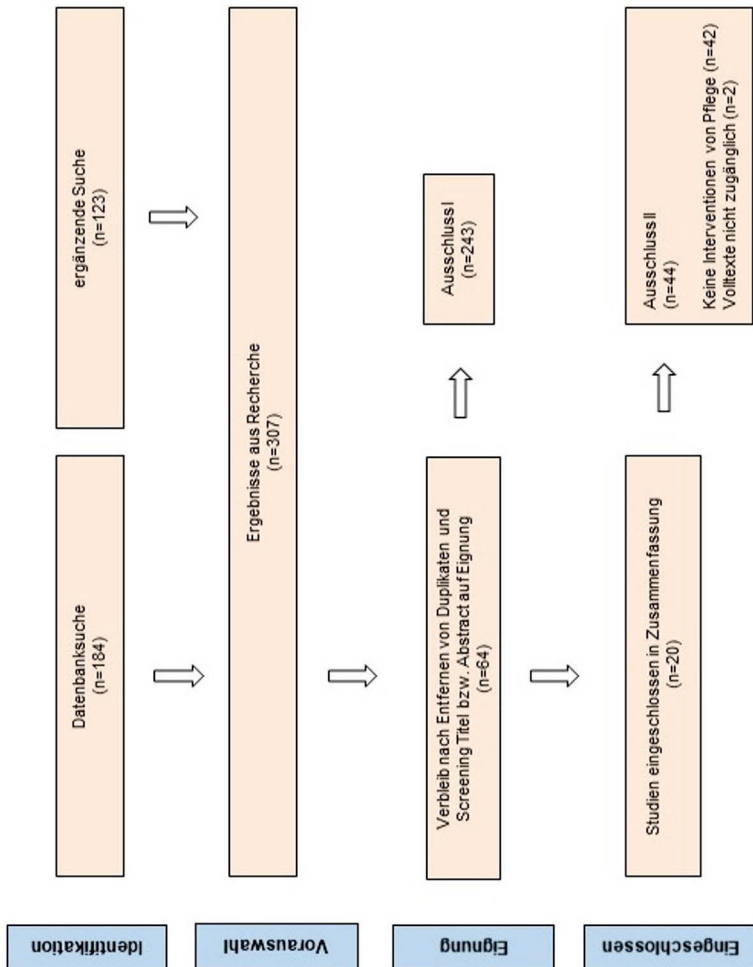 Identifikation
Datenbanksuche
(n=184)
ergänzende Suche
(n=123)
Vorauswahl
Ergebnisse aus Recherche
(n=307)
Eignung
Verbleib nach Entfernen von Duplikaten und
Screening Titel bzw. Abstract auf Eignung
(n=64)
Ausschluss I
(n=243)
Eingeschlossen
Studien eingeschlossen in Zusammenfassung
(n=20)
Ausschluss II
(n=44)
Keine Interventionen von Pflege (n=42)
Volltexte nicht zugänglich (n=2)